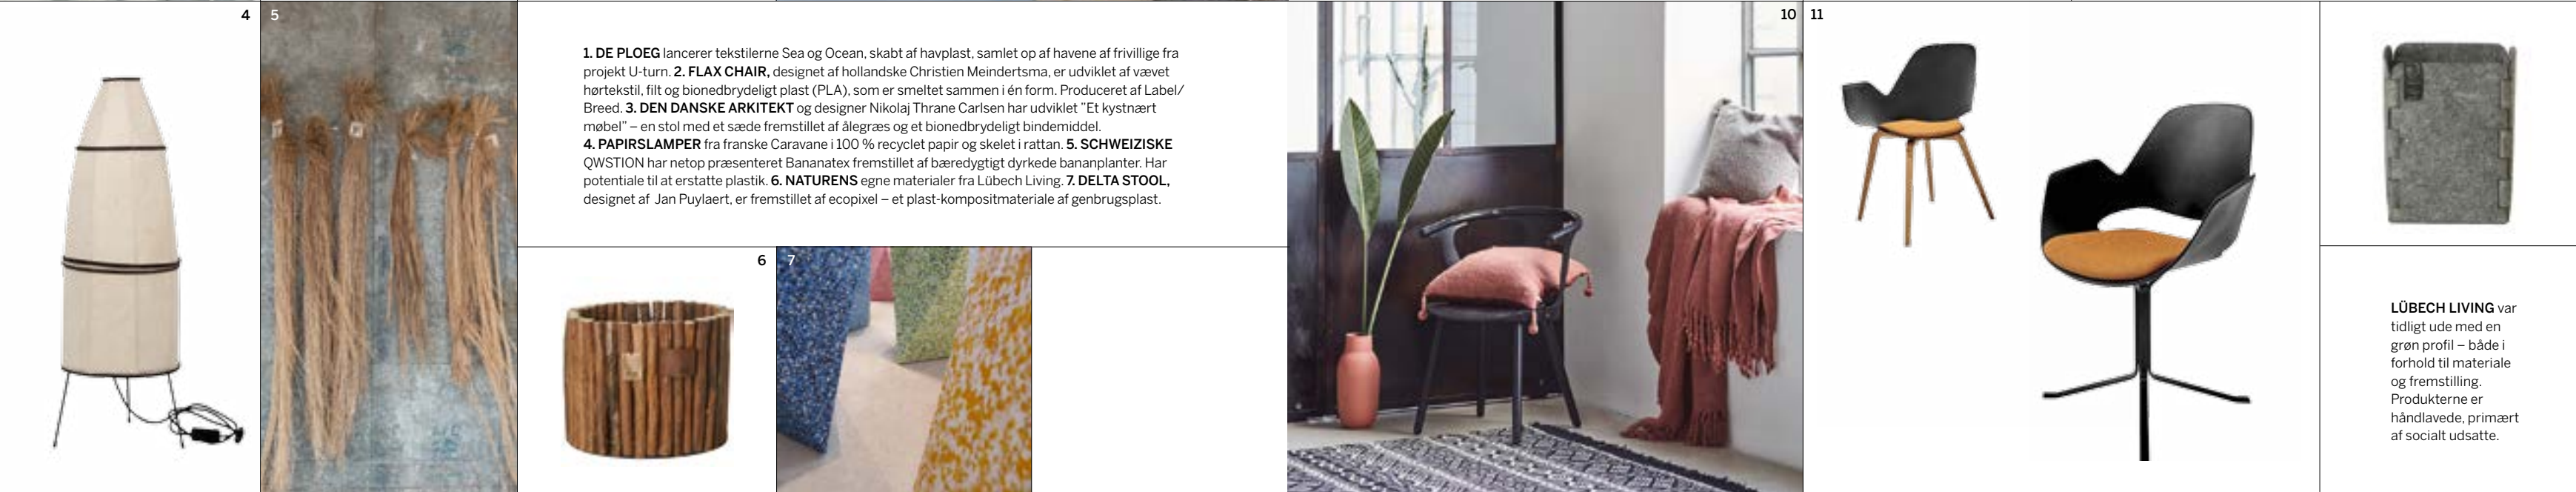 4
5
1. DE PLOEG lancerer tekstilerne Sea og Ocean, skabt af havplast, samlet op af havene af frivillige fra
projekt U-turn. 2. FLAX CHAIR, designet af hollandske Christien Meindertsma, er udviklet af vævet
hørtekstil, filt og bionedbrydeligt plast (PLA), som er smeltet sammen i én form. Produceret af Label/
Breed. 3. DEN DANSKE ARKITEKT og designer Nikolaj Thrane Carlsen har udviklet ”Et kystnært
møbel” – en stol med et sæde fremstillet af ålegræs og et bionedbrydeligt bindemiddel.
4. PAPIRSLAMPER fra franske Caravane i 100 % recyclet papir og skelet i rattan. 5. SCHWEIZISKE
QWSTION har netop præsenteret Bananatex fremstillet af bæredygtigt dyrkede bananplanter. Har
potentiale til at erstatte plastik. 6. NATURENS egne materialer fra Lübech Living. 7. DELTA STOOL,
designet af Jan Puylaert, er fremstillet af ecopixel – et plast-kompositmateriale af genbrugsplast.
6
7
10
11
LÜBECH LIVING var
tidligt ude med en
grøn profil – både i
forhold til materiale
og fremstilling.
Produkterne er
håndlavede, primært
af socialt udsatte.